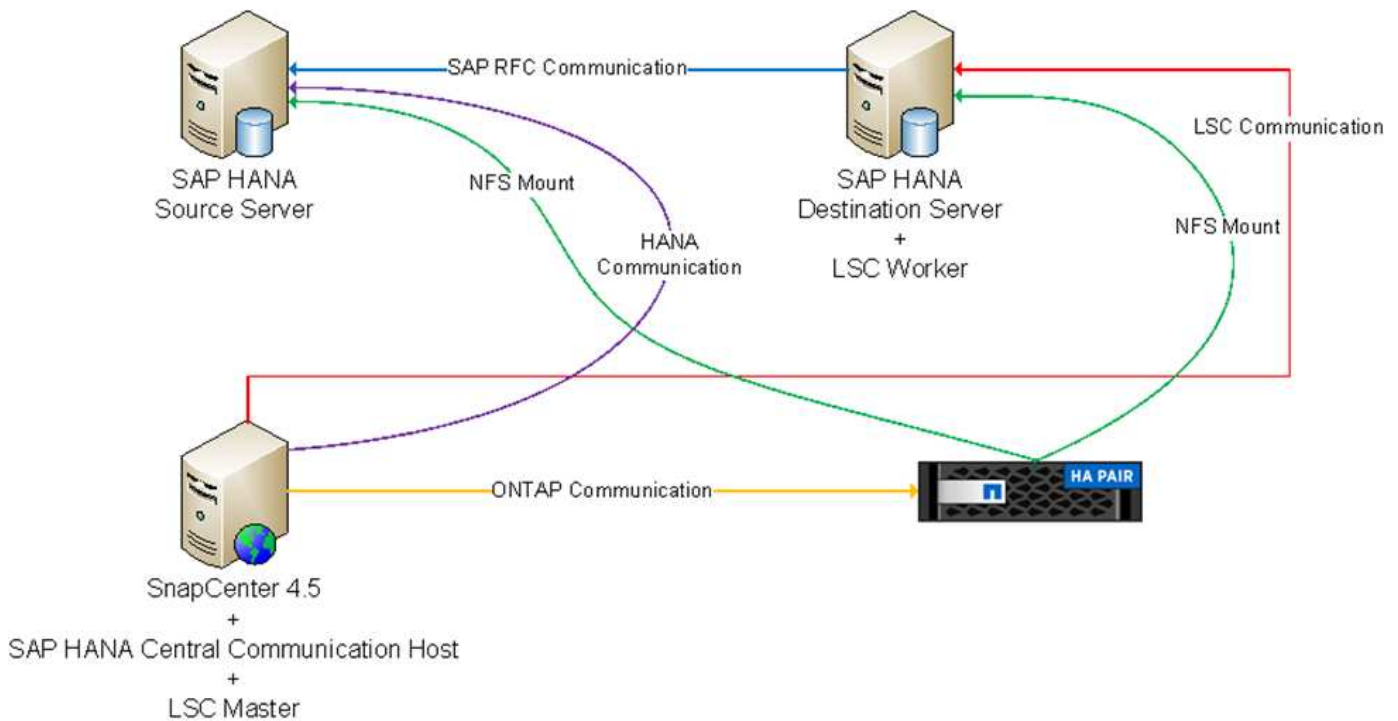 SAP RFC Communication
LSC Communication
SAP HANA
Source Server
NFS Mount
SAP HANA
Destination Server
+
LSC Worker
NFS Mount
HANA
Communication
ONTAP Communication
HA PAIR
SnapCenter 4.5
+
SAP HANA Central Communication Host
+
LSC Master